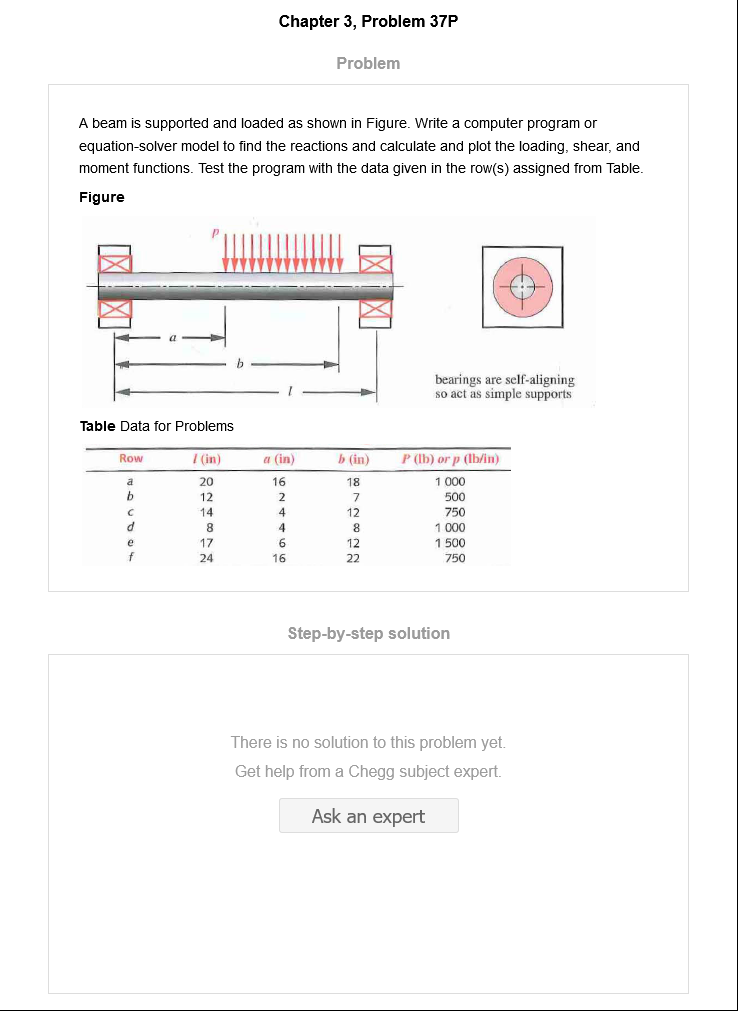 Chapter 3, Problem 37P
Problem
A beam is supported and loaded as shown in Figure. Write a computer program or
equation-solver model to find the reactions and calculate and plot the loading, shear, and
moment functions. Test the program with the data given in the row(s) assigned from Table.
Figure
p
a
b
l
bearings are self-aligning
so act as simple supports
Table Data for Problems
Row l (in) a (in) b (in) P (lb) or p (lb/in)
a 20 16 18 1 000
b 12 2 7 500
c 14 4 12 750
d 8 4 8 1 000
e 17 6 12 1 500
f 24 16 22 750
Step-by-step solution
There is no solution to this problem yet.
Get help from a Chegg subject expert.
Ask an expert